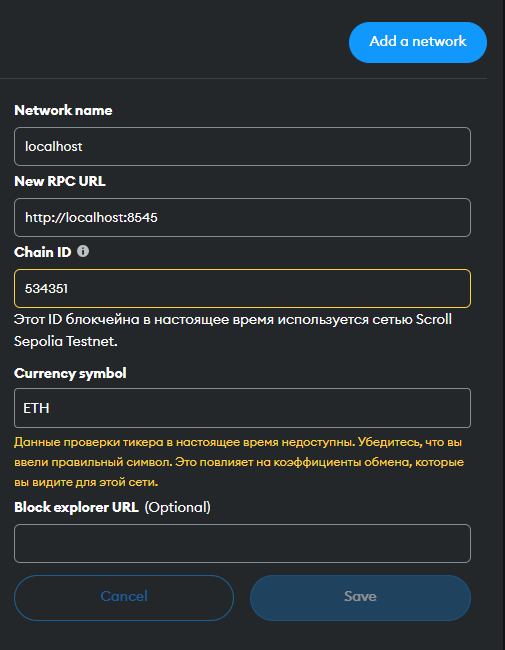 Add a network
Network name
localhost
New RPC URL
http://localhost:8545
Chain ID
534351
Этот ID блокчейна в настоящее время используется сетью Scroll
Sepolia Testnet.
Currency symbol
ETH
Данные проверки тикера в настоящее время недоступны. Убедитесь, что вы
ввели правильный символ. Это повлияет на коэффициенты обмена, которые
вы видите для этой сети.
Block explorer URL (Optional)
Cancel
Save